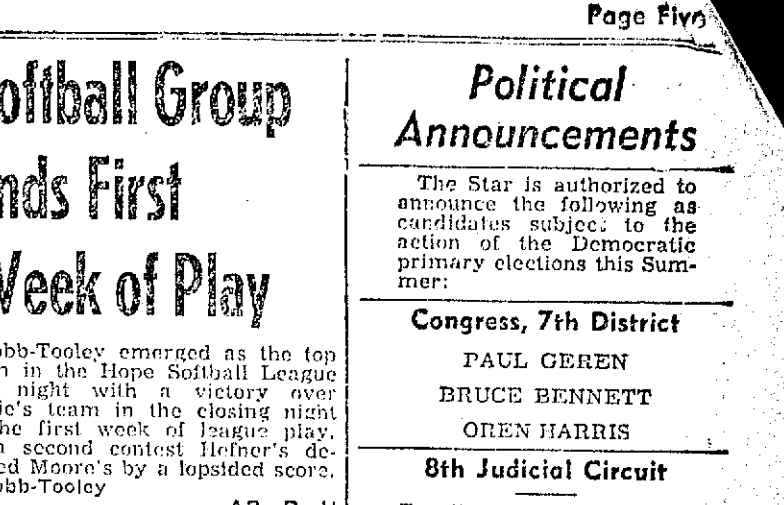 Page Five
oftball Group
nds First
Week of Play
bb-Tooley emerged as the top
n in the Hope Softball League
night with a victory over
ie's team in the closing night
he first week of league play.
second contest Hefner's de-
ed Moore's by a lopsided score.
bb-Tooley
Political
Announcements
The Star is authorized to
announce the following as
candidates subject to the
action of the Democratic
primary elections this Sum-
mer:
Congress, 7th District
PAUL GEREN
BRUCE BENNETT
OREN HARRIS
8th Judicial Circuit